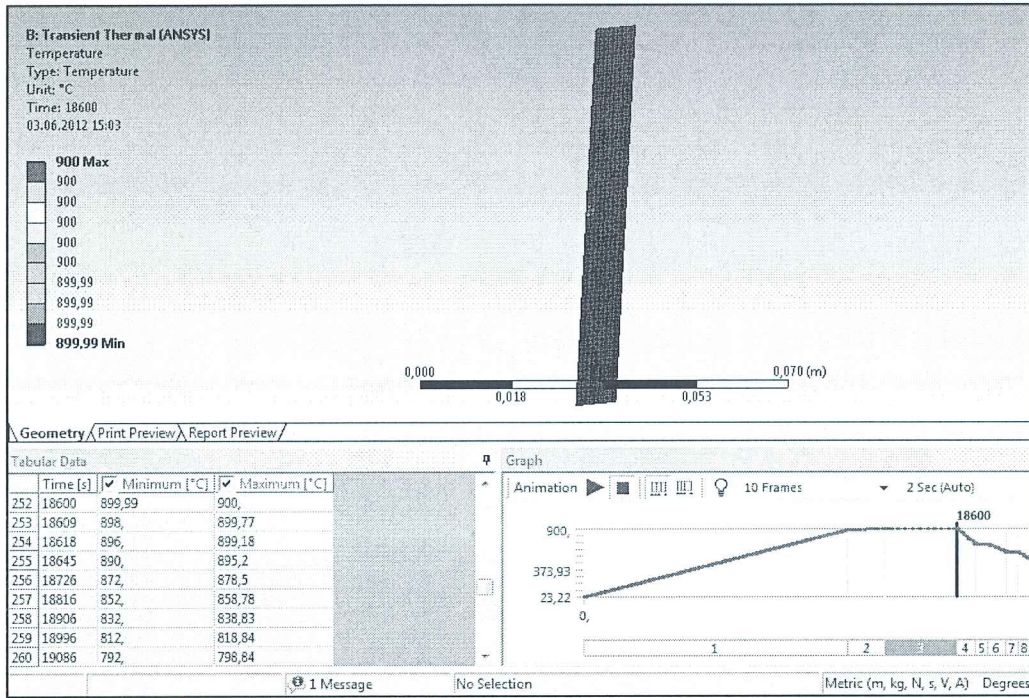 B: Transient Thermal (ANSYS)
Temperature
Type: Temperature
Unit: °C
Time: 18600
03.06.2012 15:03
900 Max
900
900
900
900
900
899,99
899,99
899,99
899,99 Min
0,000
0,070 (m)
0,018
0,053
Geometry Print Preview Report Preview
Tabular Data
Time [s] Minimum [°C] Maximum [°C]
252 18600 899,99 900,
253 18609 898, 899,77
254 18618 896, 899,18
255 18645 890, 895,2
256 18726 872, 878,5
257 18816 852, 858,78
258 18906 832, 838,83
259 18996 812, 818,84
260 19086 792, 798,84
Graph
Animation 10 Frames 2 Sec (Auto)
18600
900,
373,93
23,22
0,
1 2 3 4 5 6 7 8
1 Message No Selection Metric (m, kg, N, s, V, A) Degrees